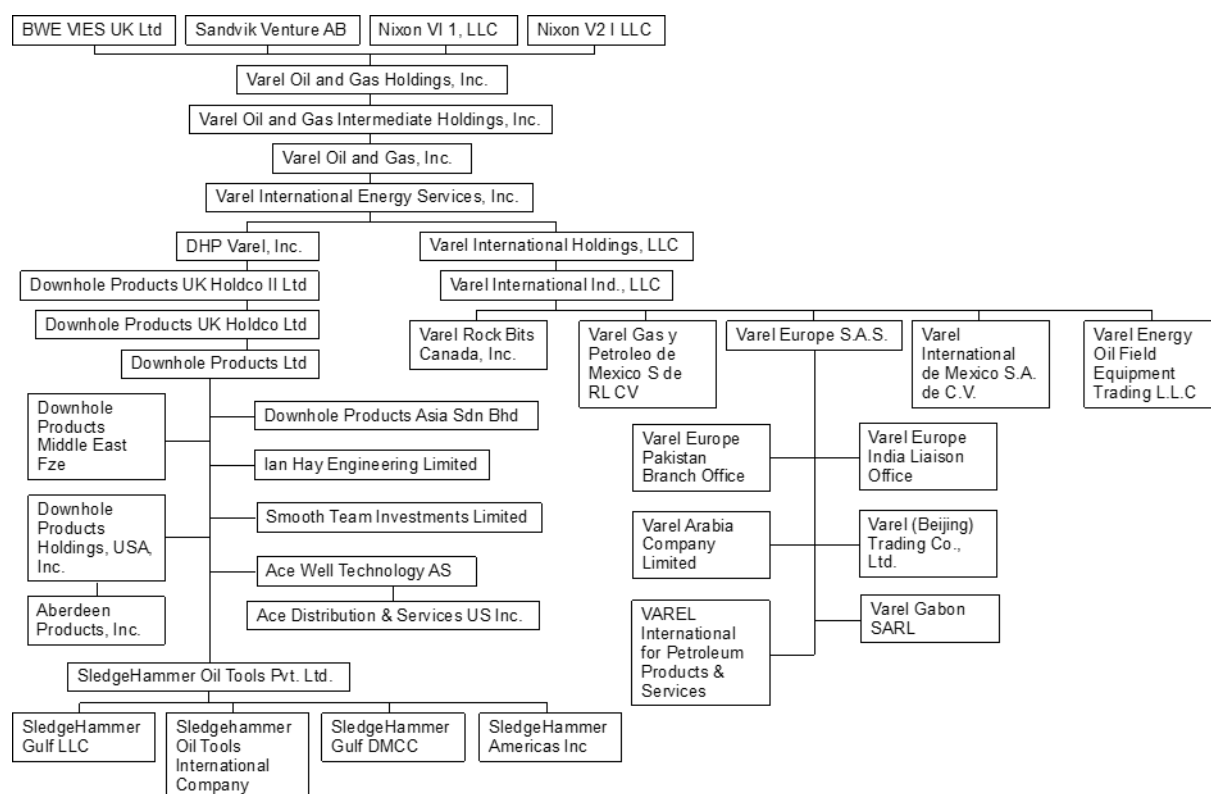 BWE VIES UK Ltd
Sandvik Venture AB
Nixon VI 1, LLC
Nixon V2 I LLC
Varel Oil and Gas Holdings, Inc.
Varel Oil and Gas Intermediate Holdings, Inc.
Varel Oil and Gas, Inc.
Varel International Energy Services, Inc.
DHP Varel, Inc.
Varel International Holdings, LLC
Downhole Products UK Holdco II Ltd
Varel International Ind., LLC
Downhole Products UK Holdco Ltd
Downhole Products Ltd
Varel Rock Bits
Canada, Inc.
Varel Gas y
Petroleo de
Mexico S de
RL CV
Varel Europe S.A.S.
Varel
International
de Mexico S.A.
de C.V.
Varel Energy
Oil Field
Equipment
Trading L.L.C
Downhole
Products
Middle East
Fze
Downhole Products Asia Sdn Bhd
Ian Hay Engineering Limited
Downhole
Products
Holdings, USA,
Inc.
Smooth Team Investments Limited
Ace Well Technology AS
Aberdeen
Products, Inc.
Ace Distribution & Services US Inc.
Varel Europe
Pakistan
Branch Office
Varel Europe
India Liaison
Office
Varel Arabia
Company
Limited
Varel (Beijing)
Trading Co.,
Ltd.
VAREL
International
for Petroleum
Products &
Services
Varel Gabon
SARL
SledgeHammer Oil Tools Pvt. Ltd.
SledgeHammer
Gulf LLC
Sledgehamer
Oil Tools
International
Company
SledgeHammer
Gulf DMCC
SledgeHammer
Americas Inc